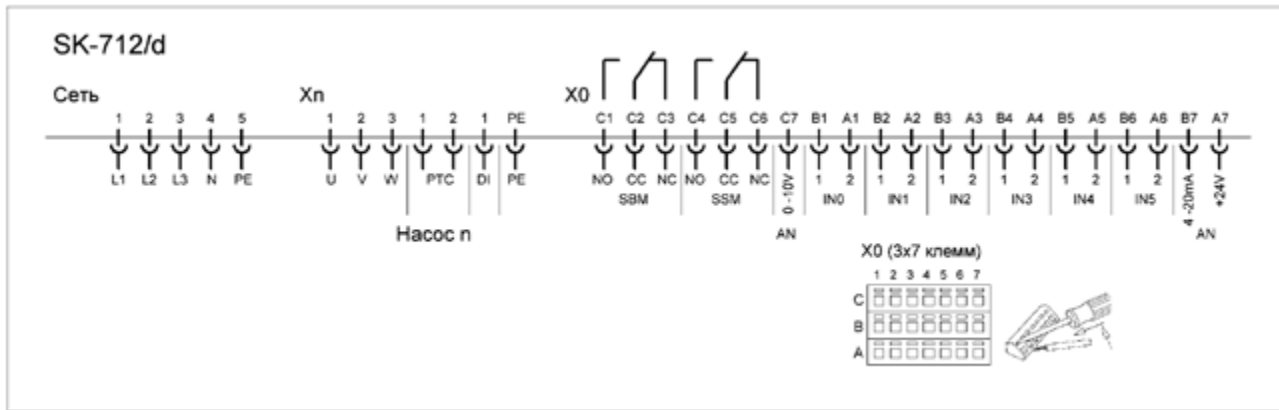 SK-712/d
Сеть Xn X0
1 2 3 4 5 1 2 3 1 2 1 PE C1 C2 C3 C4 C5 C6 C7 B1 A1 B2 A2 B3 A3 B4 A4 B5 A5 B6 A6 B7 A7
L1 L2 L3 N PE U V W PTC DI PE NO CC NC NO CC NC 0 -10V 1 2 1 2 1 2 1 2 1 2 1 2 4 -20mA +24V
SBM SSM IN0 IN1 IN2 IN3 IN4 IN5
Насос n AN AN
X0 (3x7 клемм)
1 2 3 4 5 6 7
C
B
A